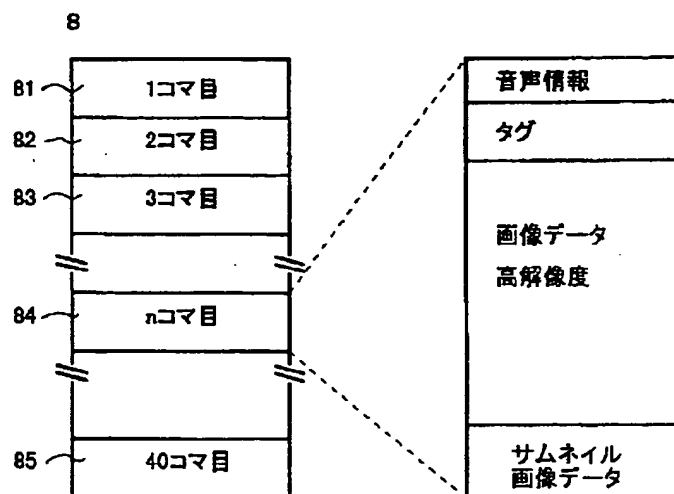 8
81 1コマ目
82 2コマ目
83 3コマ目
84 nコマ目
85 40コマ目
音声情報
タグ
画像データ
高解像度
サムネイル
画像データ